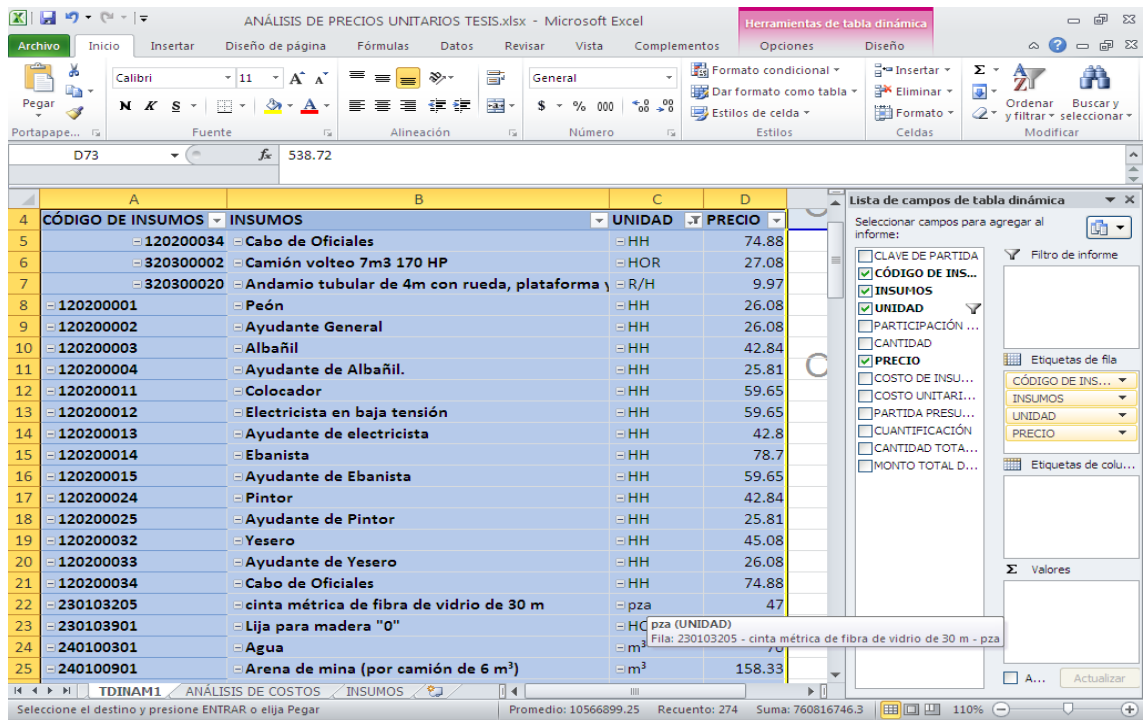 ANÁLISIS DE PRECIOS UNITARIOS TESIS.xlsx - Microsoft Excel
Herramientas de tabla dinámica
Archivo Inicio Insertar Diseño de página Fórmulas Datos Revisar Vista Complementos Opciones Diseño
Pegar
Calibri 11
N K S
General
$ % 000
Formato condicional
Dar formato como tabla
Estilos de celda
Insertar
Eliminar
Formato
Ordenar y filtrar
Buscar y seleccionar
Portapape... Fuente Alineación Número Estilos Celdas Modificar
D73 fx 538.72
A B C D
4 CÓDIGO DE INSUMOS INSUMOS UNIDAD PRECIO
5 120200034 Cabo de Oficiales HH 74.88
6 320300002 Camión volteo 7m3 170 HP HOR 27.08
7 320300020 Andamio tubular de 4m con rueda, plataforma y R/H 9.97
8 120200001 Peón HH 26.08
9 120200002 Ayudante General HH 26.08
10 120200003 Albañil HH 42.84
11 120200004 Ayudante de Albañil. HH 25.81
12 120200011 Colocador HH 59.65
13 120200012 Electricista en baja tensión HH 59.65
14 120200013 Ayudante de electricista HH 42.8
15 120200014 Ebanista HH 78.7
16 120200015 Ayudante de Ebanista HH 59.65
17 120200024 Pintor HH 42.84
18 120200025 Ayudante de Pintor HH 25.81
19 120200032 Yesero HH 45.08
20 120200033 Ayudante de Yesero HH 26.08
21 120200034 Cabo de Oficiales HH 74.88
22 230103205 cinta métrica de fibra de vidrio de 30 m pza 47
23 230103901 Lija para madera "0"
24 240100301 Agua m³ 70
25 240100901 Arena de mina (por camión de 6 m³) m³ 158.33
pza (UNIDAD)
Fila: 230103205 - cinta métrica de fibra de vidrio de 30 m - pza
Lista de campos de tabla dinámica
Seleccionar campos para agregar al informe:
CLAVE DE PARTIDA
CÓDIGO DE INS...
INSUMOS
UNIDAD
PARTICIPACIÓN ...
CANTIDAD
PRECIO
COSTO DE INSU...
COSTO UNITARI...
PARTIDA PRESU...
CUANTIFICACIÓN
CANTIDAD TOTA...
MONTO TOTAL D...
Filtro de informe
Etiquetas de fila
CÓDIGO DE INS...
INSUMOS
UNIDAD
PRECIO
Etiquetas de colu...
Σ Valores
A... Actualizar
TDINAM1 ANÁLISIS DE COSTOS INSUMOS
Seleccione el destino y presione ENTRAR o elija Pegar Promedio: 10566899.25 Recuento: 274 Suma: 760816746.3 110%